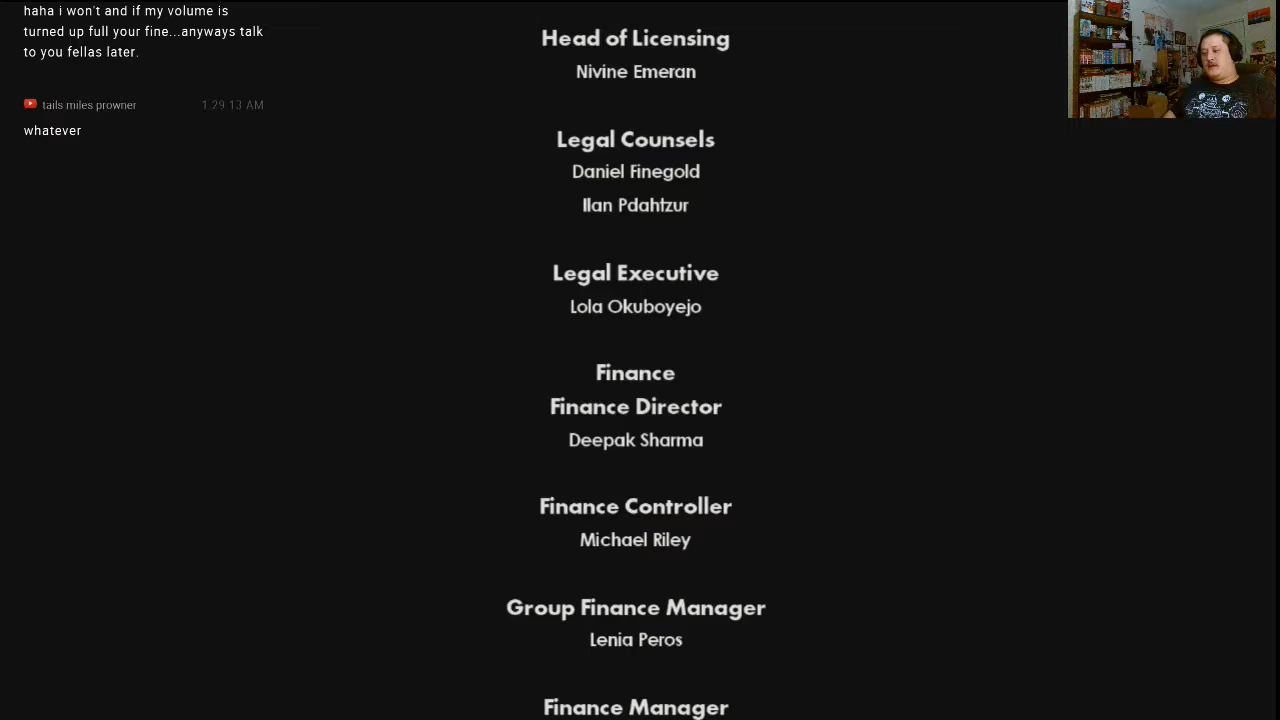 haha i won't and if my volume is
turned up full your fine...anyways talk
to you fellas later.
tails miles prowner 1:29:13 AM
whatever
Head of Licensing
Nivine Emeran
Legal Counsels
Daniel Finegold
Ilan Pdahtzur
Legal Executive
Lola Okuboyejo
Finance
Finance Director
Deepak Sharma
Finance Controller
Michael Riley
Group Finance Manager
Lenia Peros
Finance Manager